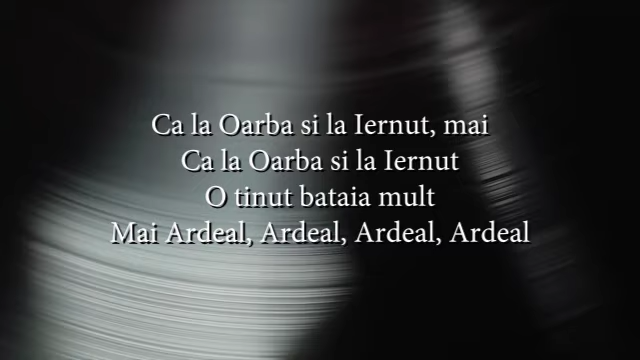 Ca la Oarba si la Iernut, mai
Ca la Oarba si la Iernut
O tinut bataia mult
Mai Ardeal, Ardeal, Ardeal, Ardeal